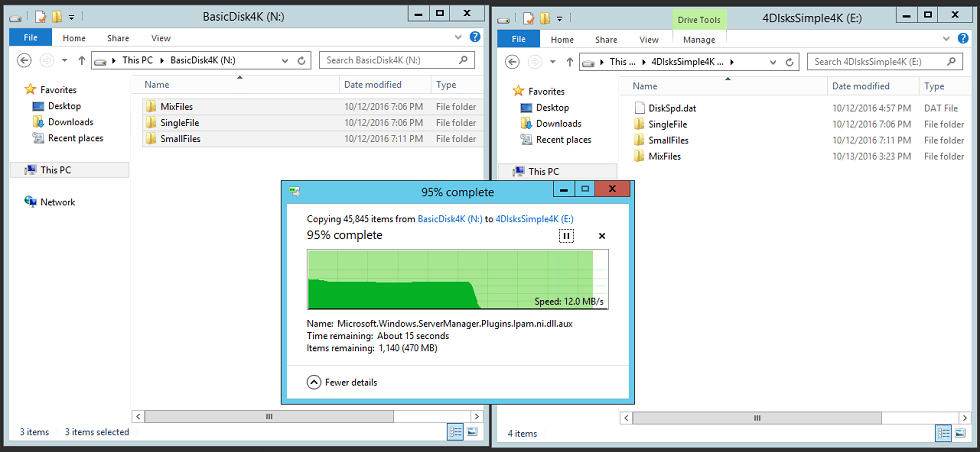 BasicDisk4K (N:)
File
Home
Share
View
This PC
BasicDisk4K (N:)
Search BasicDisk4K (N:)
Favorites
Desktop
Downloads
Recent places
This PC
Network
Name
Date modified
Type
MixFiles
10/12/2016 7:06 PM
File folder
SingleFile
10/12/2016 7:06 PM
File folder
SmallFiles
10/12/2016 7:11 PM
File folder
3 items
3 items selected
Drive Tools
4DIsksSimple4K (E:)
File
Home
Share
View
Manage
This ...
4DIsksSimple4K ...
Search 4DIsksSimple4K (E:)
Favorites
Desktop
Downloads
Recent places
This PC
Name
Date modified
Type
DiskSpd.dat
10/12/2016 4:57 PM
DAT File
SingleFile
10/12/2016 7:06 PM
File folder
SmallFiles
10/12/2016 7:11 PM
File folder
MixFiles
10/13/2016 3:23 PM
File folder
4 items
95% complete
Copying 45,845 items from BasicDisk4K (N:) to 4DIsksSimple4K (E:)
95% complete
Speed: 12.0 MB/s
Name: Microsoft.Windows.ServerManager.Plugins.Ipam.ni.dll.aux
Time remaining: About 15 seconds
Items remaining: 1,140 (470 MB)
Fewer details